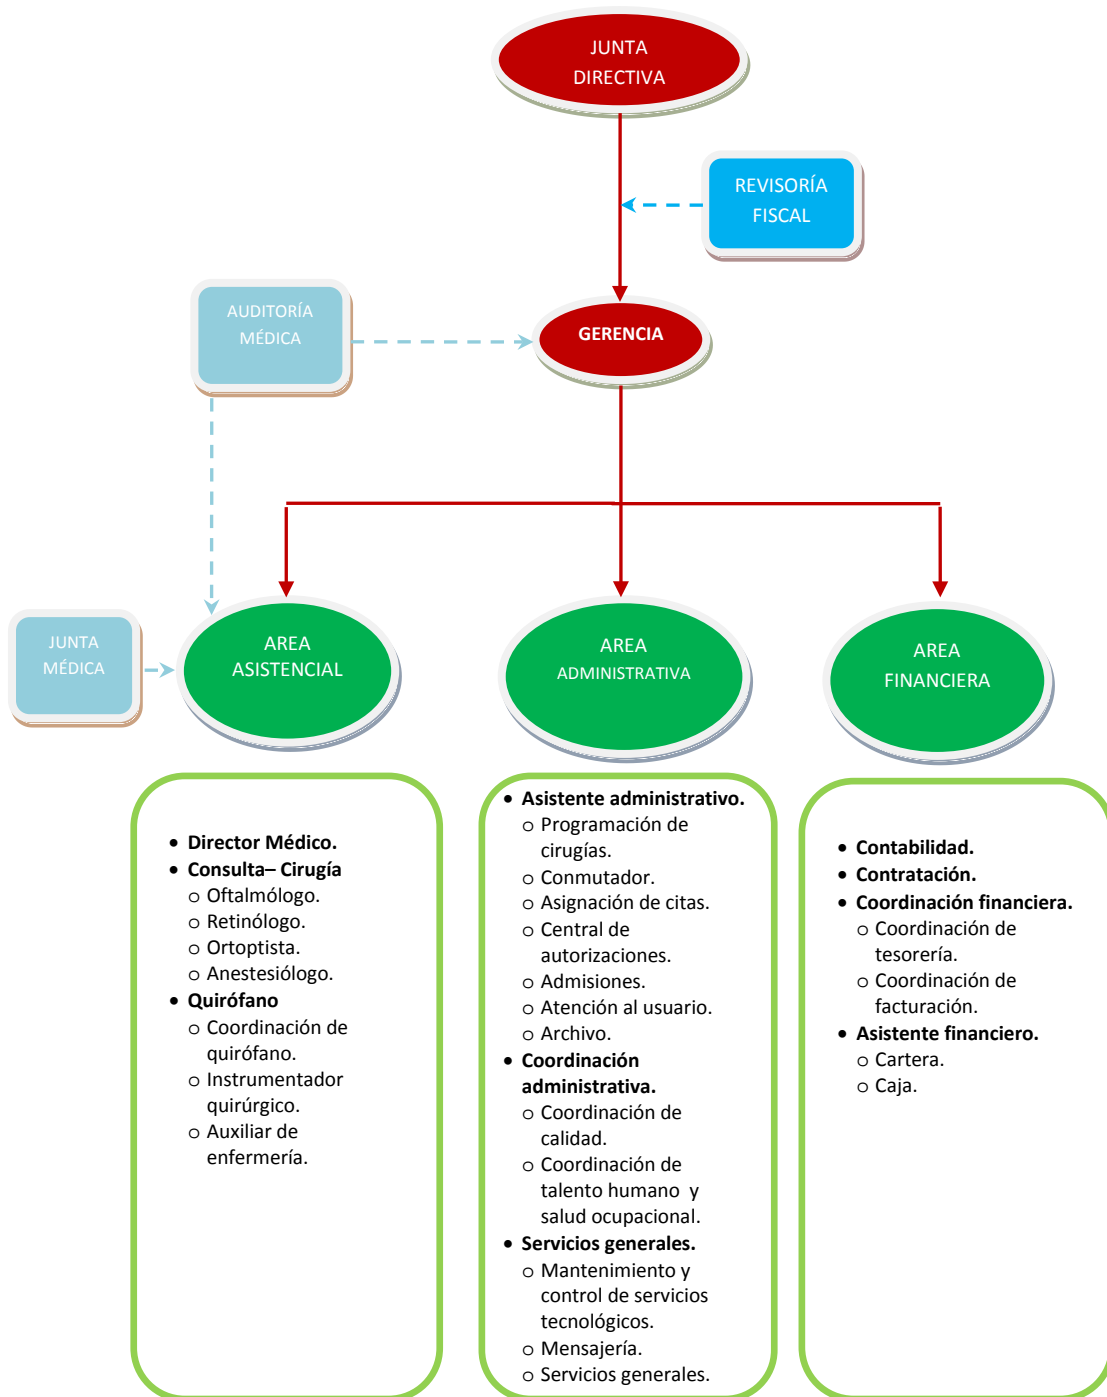 JUNTA
DIRECTIVA
REVISORÍA
FISCAL
AUDITORÍA
MÉDICA
GERENCIA
JUNTA
MÉDICA
AREA
ASISTENCIAL
AREA
ADMINISTRATIVA
AREA
FINANCIERA
• Director Médico.
• Consulta– Cirugía
o Oftalmólogo.
o Retinólogo.
o Ortoptista.
o Anestesiólogo.
• Quirófano
o Coordinación de
quirófano.
o Instrumentador
quirúrgico.
o Auxiliar de
enfermería.
• Asistente administrativo.
o Programación de
cirugías.
o Conmutador.
o Asignación de citas.
o Central de
autorizaciones.
o Admisiones.
o Atención al usuario.
o Archivo.
• Coordinación
administrativa.
o Coordinación de
calidad.
o Coordinación de
talento humano y
salud ocupacional.
• Servicios generales.
o Mantenimiento y
control de servicios
tecnológicos.
o Mensajería.
o Servicios generales.
• Contabilidad.
• Contratación.
• Coordinación financiera.
o Coordinación de
tesorería.
o Coordinación de
facturación.
• Asistente financiero.
o Cartera.
o Caja.